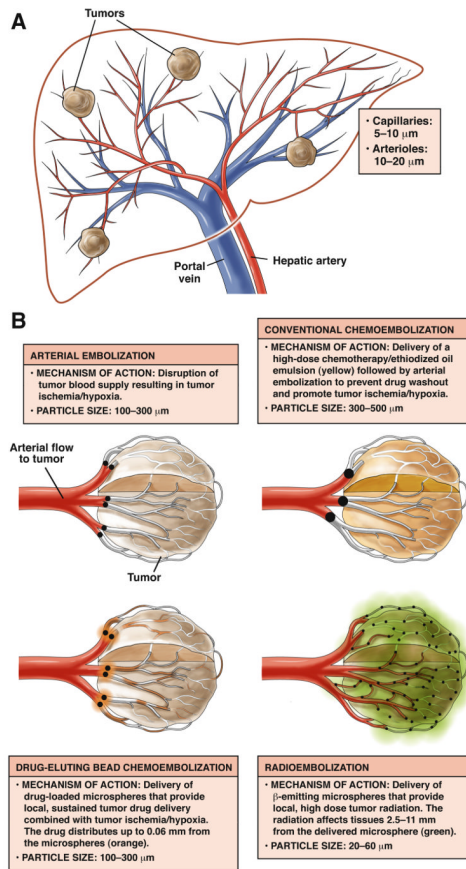 A
Tumors
• Capillaries:
5–10 μm
• Arterioles:
10–20 μm
Portal
vein
Hepatic artery
B
ARTERIAL EMBOLIZATION
• MECHANISM OF ACTION: Disruption of
tumor blood supply resulting in tumor
ischemia/hypoxia.
• PARTICLE SIZE: 100–300 μm
CONVENTIONAL CHEMOEMBOLIZATION
• MECHANISM OF ACTION: Delivery of a
high-dose chemotherapy/ethiodized oil
emulsion (yellow) followed by arterial
embolization to prevent drug washout
and promote tumor ischemia/hypoxia.
• PARTICLE SIZE: 300–500 μm
Arterial flow
to tumor
Tumor
DRUG-ELUTING BEAD CHEMOEMBOLIZATION
• MECHANISM OF ACTION: Delivery of
drug-loaded microspheres that provide
local, sustained tumor drug delivery
combined with tumor ischemia/hypoxia.
The drug distributes up to 0.06 mm from
the microspheres (orange).
• PARTICLE SIZE: 100–300 μm
RADIOEMBOLIZATION
• MECHANISM OF ACTION: Delivery of
β-emitting microspheres that provide
local, high dose tumor radiation. The
radiation affects tissues 2.5–11 mm
from the delivered microsphere (green).
• PARTICLE SIZE: 20–60 μm